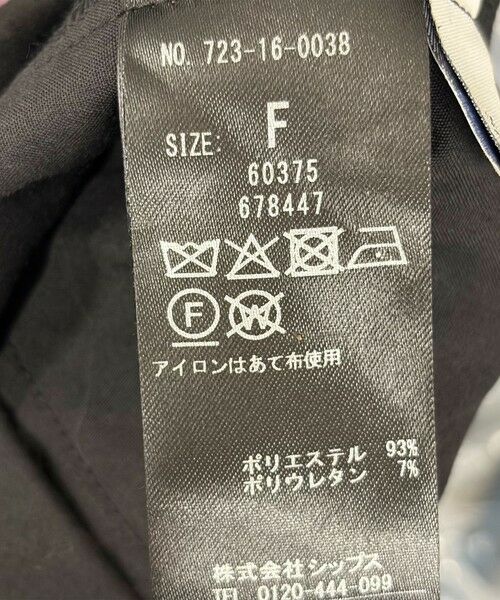 NO. 723-16-0038
SIZE: F
60375
678447
F W
アイロンはあて布使用
ポリエステル 93%
ポリウレタン 7%
株式会社シップス
TEL 0120-444-099